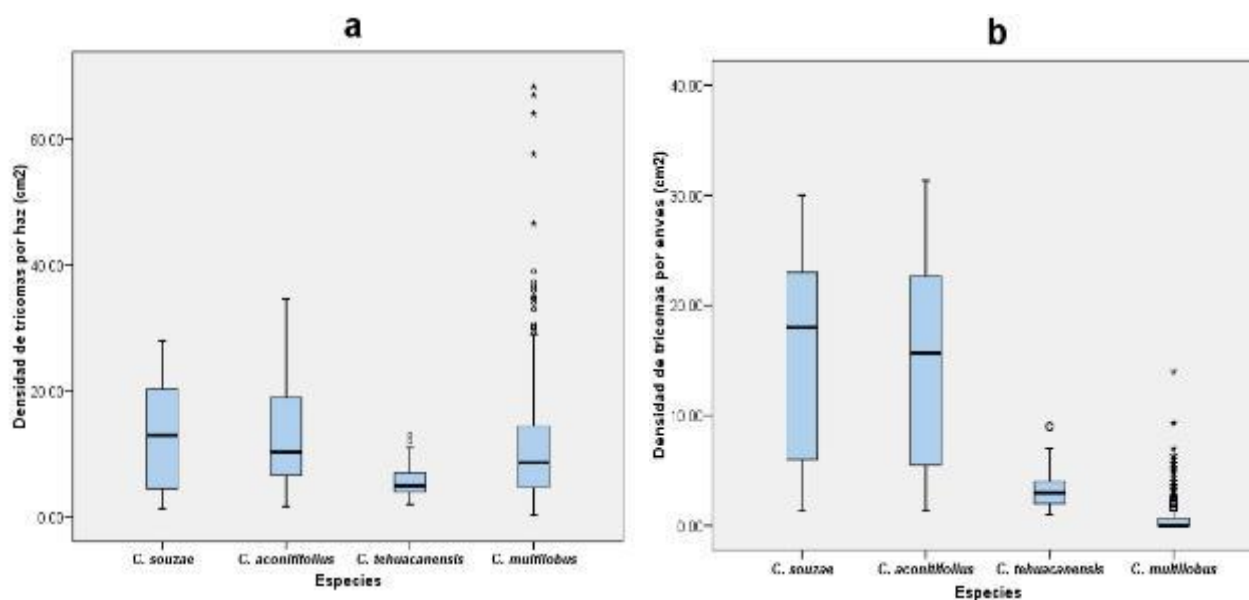 a
Densidad de tricomas por haz (cm2)
60.00
40.00
20.00
0.00
C. souzae C. aconitifolius C. tehuacanensis C. multilobus
Especies
b
Densidad de tricomas por enves (cm2)
40.00
30.00
20.00
10.00
0.00
C. souzae C. aconitifolius C. tehuacanensis C. multilobus
Especies